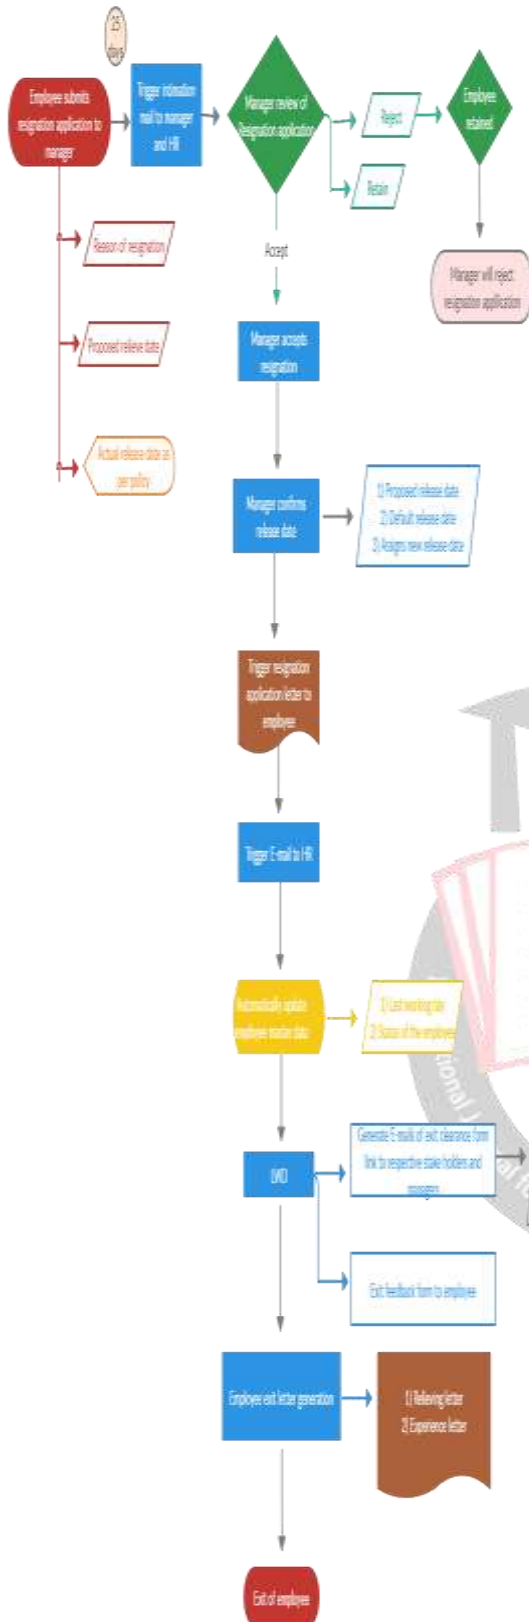 25
days
Employee submits
resignation application to
manager
Trigger intimation
mail to manager
and HR
Manager review of
Resignation application
Reject
Retain
Employee
retained
Manager will reject
resignation application
Reason of resignation
Proposed relieve date
Actual release date as
per policy
Accept
Manager accepts
resignation
Manager confirms
release date
1) Proposed release date
2) Default release date
3) Assigns new release date
Trigger resignation
application letter to
employee
Trigger E-mail to HR
Automatically update
employee master data
1) Last working day
2) Status of the employee
LWD
Generate E-mails of exit clearance form
link to respective stake holders and
managers
Exit feedback form to employee
Employee exit letter generation
1) Relieving letter
2) Experience letter
Exit of employee